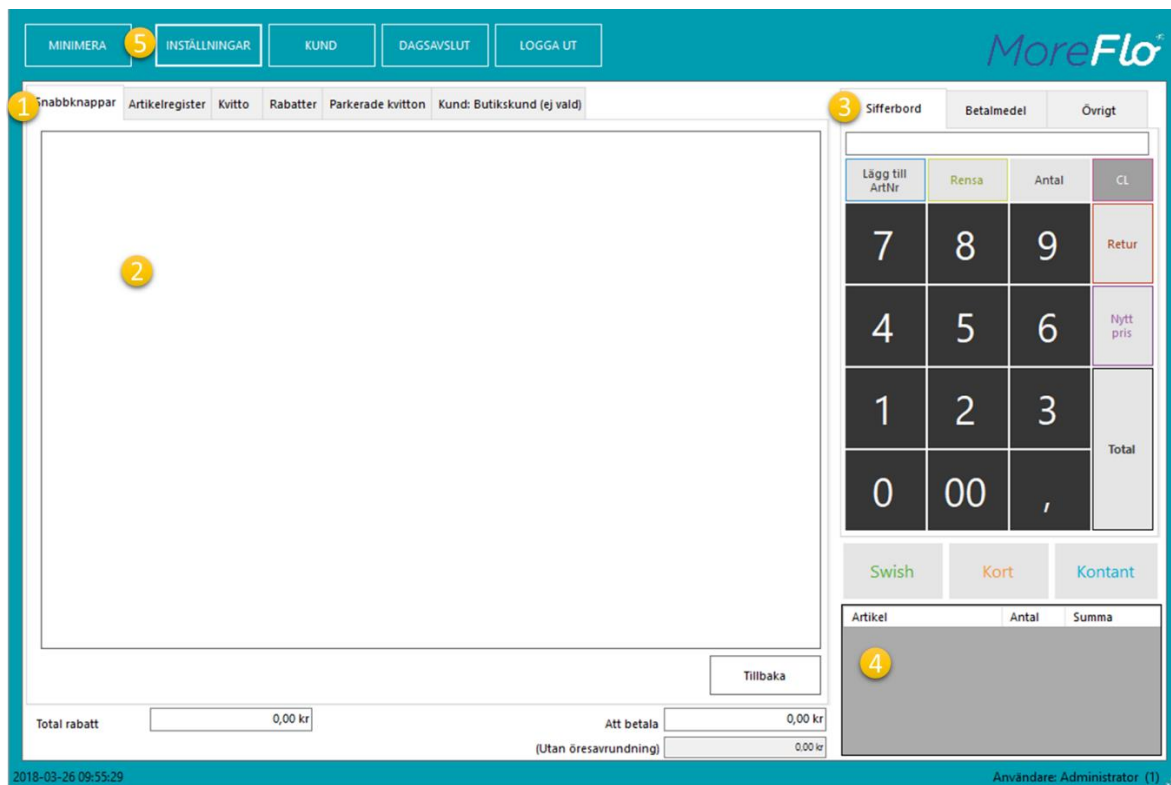 MINIMERA
5
INSTÄLLNINGAR
KUND
DAGSAVSLUT
LOGGA UT
MoreFlo
1
Snabbknappar
Artikelregister
Kvitto
Rabatter
Parkerade kvitton
Kund: Butikskund (ej vald)
3
Sifferbord
Betalmedel
Övrigt
Lägg till
ArtNr
Rensa
Antal
CL
7
8
9
Retur
2
4
5
6
Nytt
pris
1
2
3
Total
0
00
,
Swish
Kort
Kontant
Artikel
Antal
Summa
4
Tillbaka
Total rabatt
0,00 kr
Att betala
0,00 kr
(Utan öresavrundning)
0,00 kr
2018-03-26 09:55:29
Användare: Administrator (1)